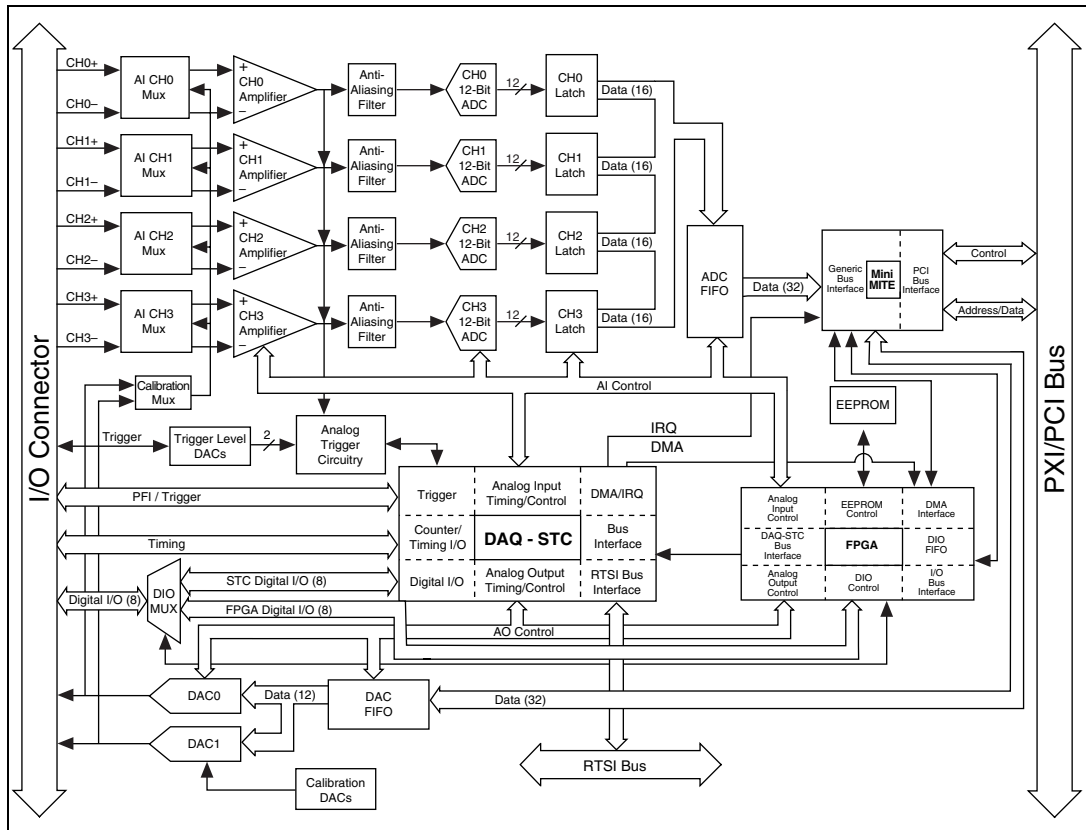 I/O Connector
PXI/PCI Bus
CH0+
CH0–
AI CH0
Mux
+
CH0
Amplifier
–
Anti-
Aliasing
Filter
CH0
12-Bit
ADC
12
CH0
Latch
Data (16)
CH1+
CH1–
AI CH1
Mux
+
CH1
Amplifier
–
Anti-
Aliasing
Filter
CH1
12-Bit
ADC
12
CH1
Latch
Data (16)
CH2+
CH2–
AI CH2
Mux
+
CH2
Amplifier
–
Anti-
Aliasing
Filter
CH2
12-Bit
ADC
12
CH2
Latch
Data (16)
CH3+
CH3–
AI CH3
Mux
+
CH3
Amplifier
–
Anti-
Aliasing
Filter
CH3
12-Bit
ADC
12
CH3
Latch
Data (16)
ADC
FIFO
Data (32)
Generic
Bus
Interface
Mini
MITE
PCI
Bus
Interface
Control
Address/Data
Calibration
Mux
AI Control
EEPROM
Trigger
Trigger Level
DACs
2
Analog
Trigger
Circuitry
IRQ
DMA
PFI / Trigger
Timing
Trigger
Analog Input
Timing/Control
DMA/IRQ
Counter/
Timing I/O
DAQ - STC
Bus
Interface
Digital I/O
Analog Output
Timing/Control
RTSI Bus
Interface
Analog
Input
Control
EEPROM
Control
DMA
Interface
DAQ-STC
Bus
Interface
FPGA
DIO
FIFO
Analog
Output
Control
DIO
Control
I/O
Bus
Interface
Digital I/O (8)
DIO
MUX
STC Digital I/O (8)
FPGA Digital I/O (8)
AO Control
DAC0
Data (12)
DAC
FIFO
Data (32)
DAC1
Calibration
DACs
RTSI Bus